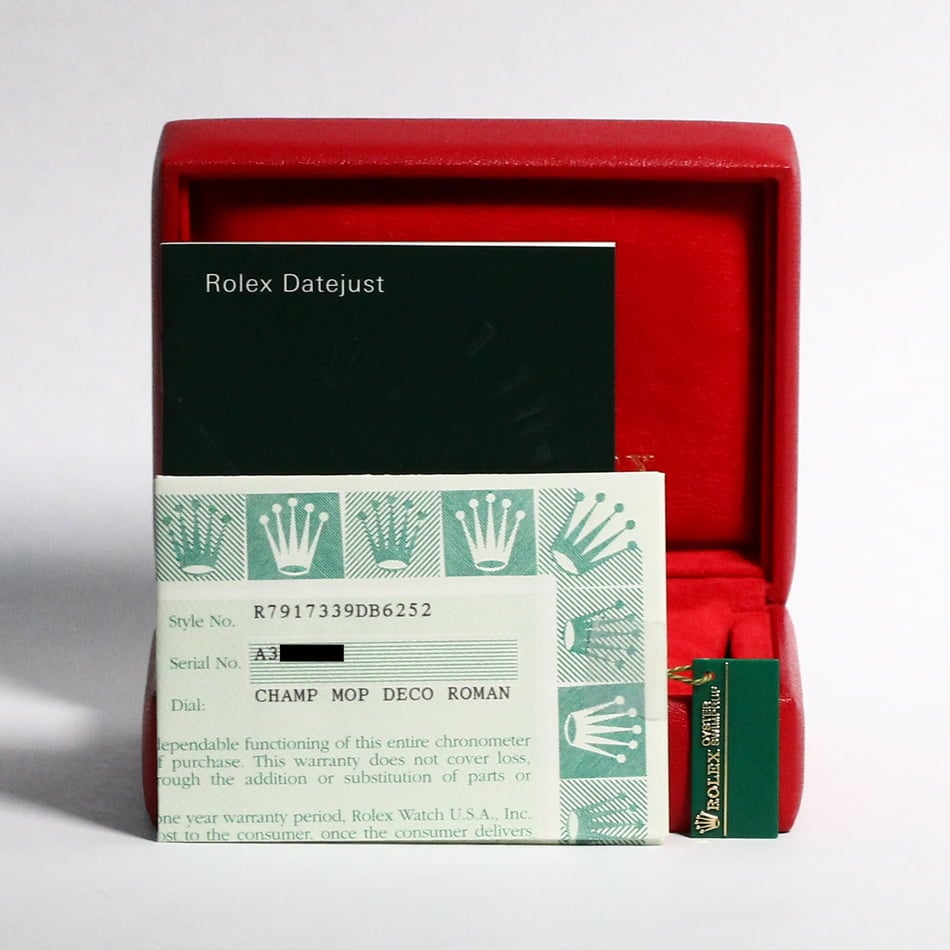 Rolex Datejust
Style No. R7917339DB6252
Serial No. A3
Dial: CHAMP MOP DECO ROMAN
dependable functioning of this entire chronometer
f purchase. This warranty does not cover loss,
rough the addition or substitution of parts or
one year warranty period, Rolex Watch U.S.A., Inc.
ost to the consumer, once the consumer delivers
ROLEX
OYSTER
SWIMPRUF